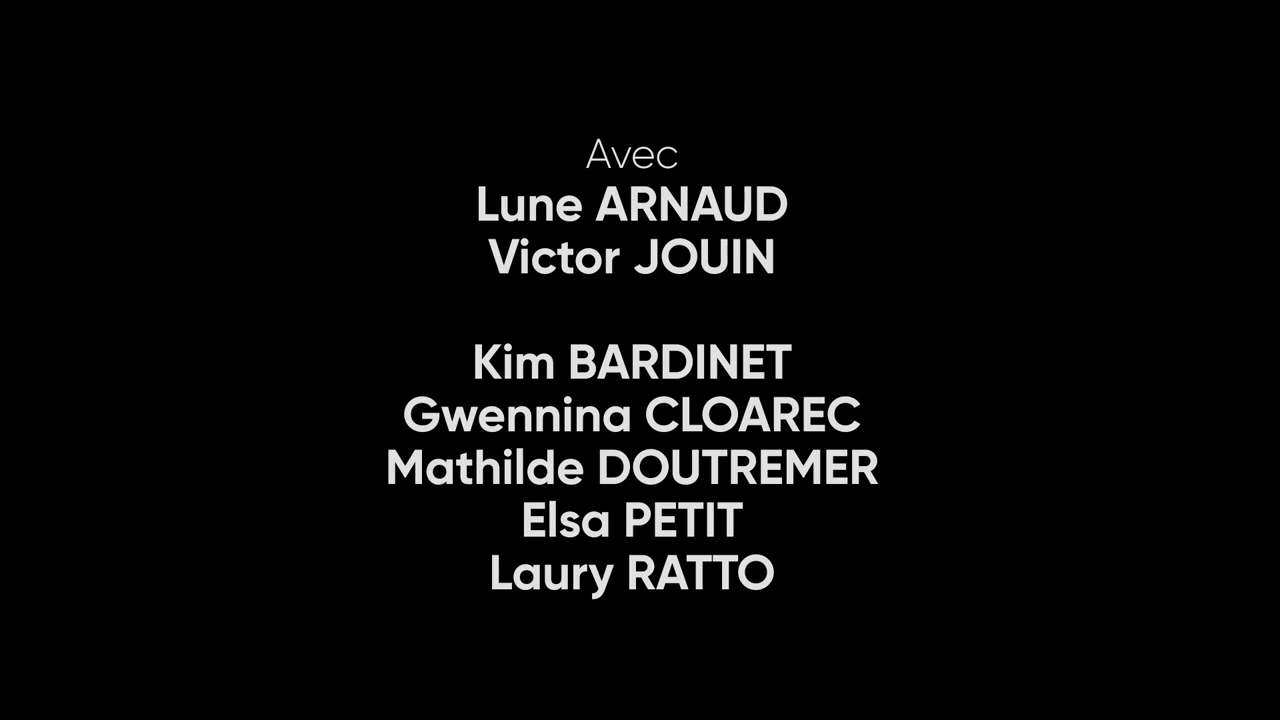 Avec
Lune ARNAUD
Victor JOUIN
Kim BARDINET
Gwennina CLOAREC
Mathilde DOUTREMER
Elsa PETIT
Laury RATTO